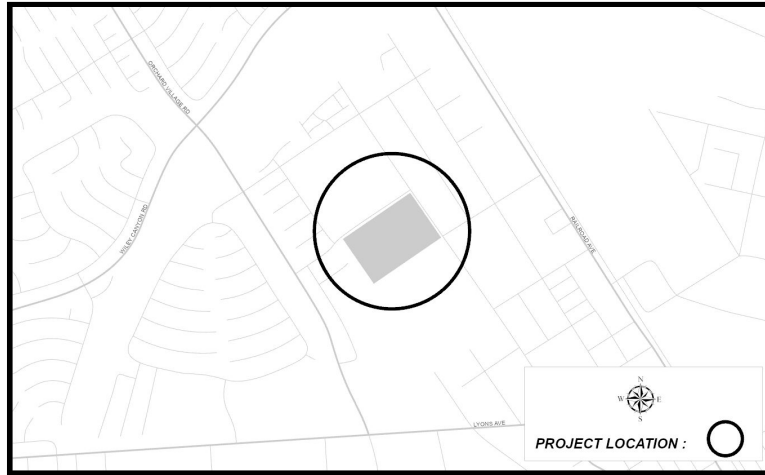 ORCHARD VILLAGE RD
WILEY CANYON RD
RAILROAD AVE
LYONS AVE
N
W E
S
PROJECT LOCATION :